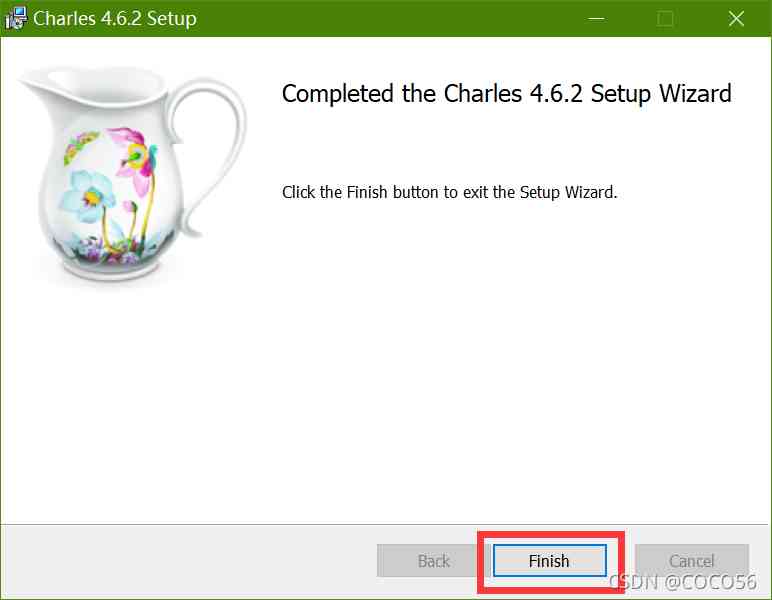 Charles 4.6.2 Setup
Completed the Charles 4.6.2 Setup Wizard
Click the Finish button to exit the Setup Wizard.
Back
Finish
Cancel
CSDN @COCO56